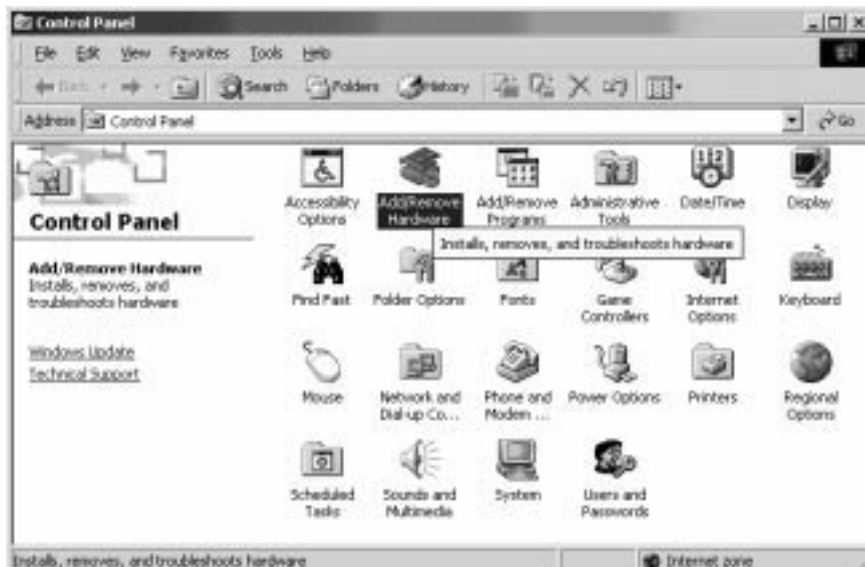 Control Panel
File Edit View Favorites Tools Help
Back Search Folders History
Address Control Panel Go
Control Panel
Add/Remove Hardware
Installs, removes, and
troubleshoots hardware
Windows Update
Technical Support
Accessibility
Options
Add/Remove
Hardware
Add/Remove
Programs
Administrative
Tools
Date/Time
Display
Installs, removes, and troubleshoots hardware
Find Fast
Folder Options
Fonts
Game
Controllers
Internet
Options
Keyboard
Mouse
Network and
Dial-up Co...
Phone and
Modem ...
Power Options
Printers
Regional
Options
Scheduled
Tasks
Sounds and
Multimedia
System
Users and
Passwords
Installs, removes, and troubleshoots hardware
Internet zone